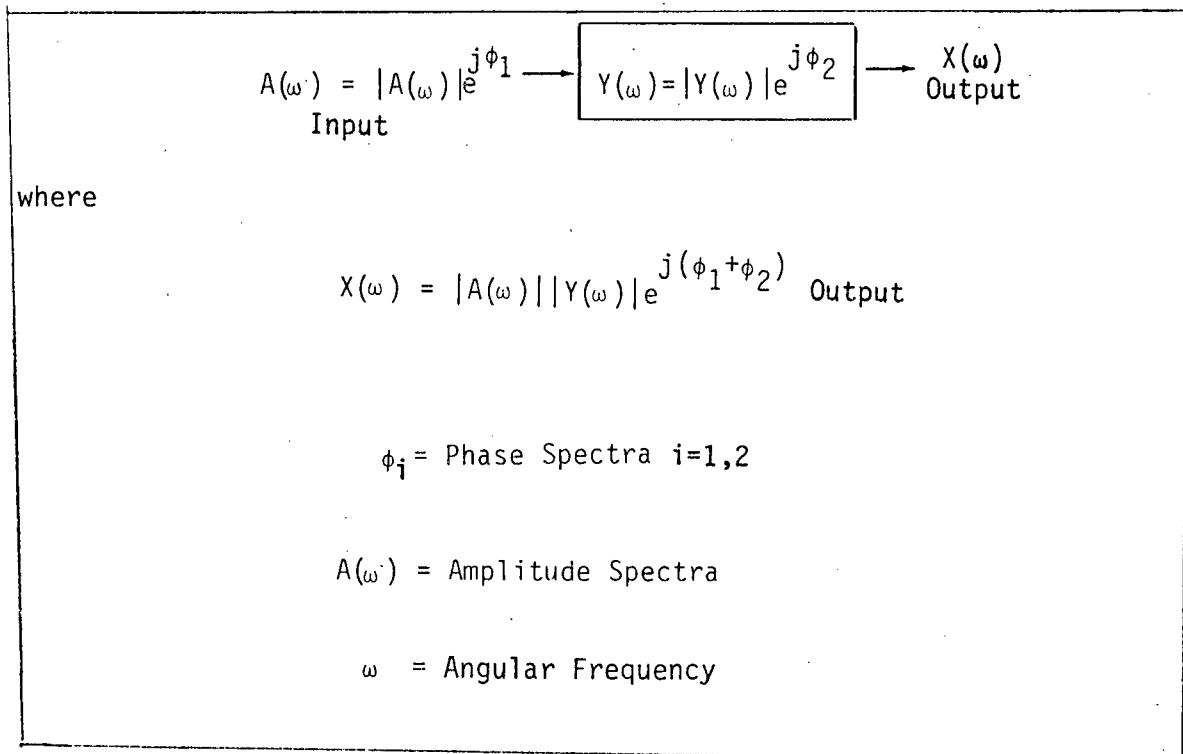 A(ω) = |A(ω)|e^{jϕ1} → Y(ω)=|Y(ω)|e^{jϕ2} → X(ω)
Input Output
where
X(ω) = |A(ω)||Y(ω)|e^{j(ϕ1+ϕ2)} Output
ϕi = Phase Spectra i=1,2
A(ω) = Amplitude Spectra
ω = Angular Frequency